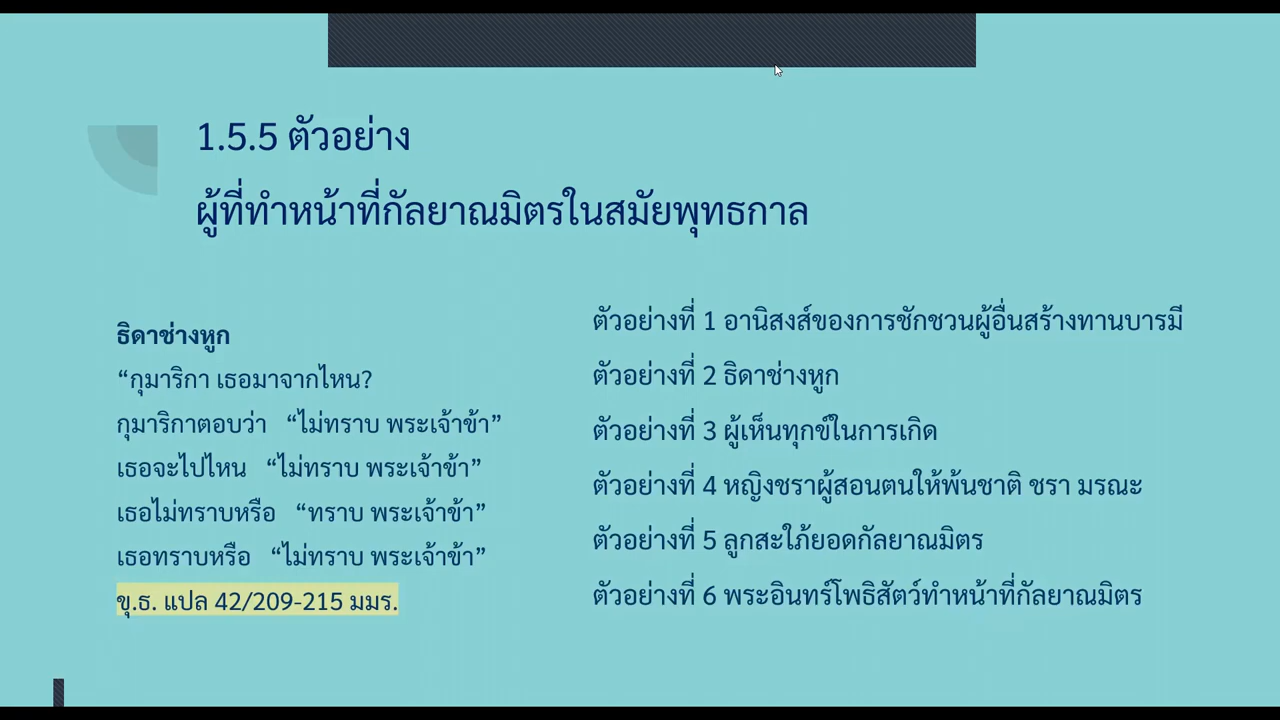 1.5.5 ตัวอย่าง
ผู้ที่ทำหน้าที่กัลยาณมิตรในสมัยพุทธกาล
ธิดาช่างหูก
“กุมาริกา เธอมาจากไหน?
กุมาริกาตอบว่า “ไม่ทราบ พระเจ้าข้า”
เธอจะไปไหน “ไม่ทราบ พระเจ้าข้า”
เธอไม่ทราบหรือ “ทราบ พระเจ้าข้า”
เธอทราบหรือ “ไม่ทราบ พระเจ้าข้า”
ขุ.ธ. แปล 42/209-215 มมร.
ตัวอย่างที่ 1 อานิสงส์ของการชักชวนผู้อื่นสร้างทานบารมี
ตัวอย่างที่ 2 ธิดาช่างหูก
ตัวอย่างที่ 3 ผู้เห็นทุกข์ในการเกิด
ตัวอย่างที่ 4 หญิงชราผู้สอนตนให้พ้นชาติ ชรา มรณะ
ตัวอย่างที่ 5 ลูกสะใภ้ยอดกัลยาณมิตร
ตัวอย่างที่ 6 พระอินทร์โพธิสัตว์ทำหน้าที่กัลยาณมิตร